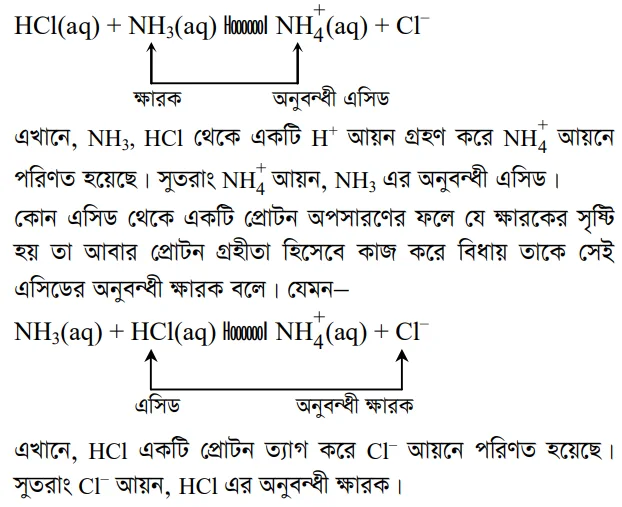 HCl(aq) + NH₃(aq) ⇌ NH₄⁺(aq) + Cl⁻
ক্ষারক অনুবন্ধী এসিড
এখানে, NH₃, HCl থেকে একটি H⁺ আয়ন গ্রহণ করে NH₄⁺ আয়নে
পরিণত হয়েছে। সুতরাং NH₄⁺ আয়ন, NH₃ এর অনুবন্ধী এসিড।
কোন এসিড থেকে একটি প্রোটন অপসারণের ফলে যে ক্ষারকের সৃষ্টি
হয় তা আবার প্রোটন গ্রহীতা হিসেবে কাজ করে বিধায় তাকে সেই
এসিডের অনুবন্ধী ক্ষারক বলে। যেমন–
NH₃(aq) + HCl(aq) ⇌ NH₄⁺(aq) + Cl⁻
এসিড অনুবন্ধী ক্ষারক
এখানে, HCl একটি প্রোটন ত্যাগ করে Cl⁻ আয়নে পরিণত হয়েছে।
সুতরাং Cl⁻ আয়ন, HCl এর অনুবন্ধী ক্ষারক।